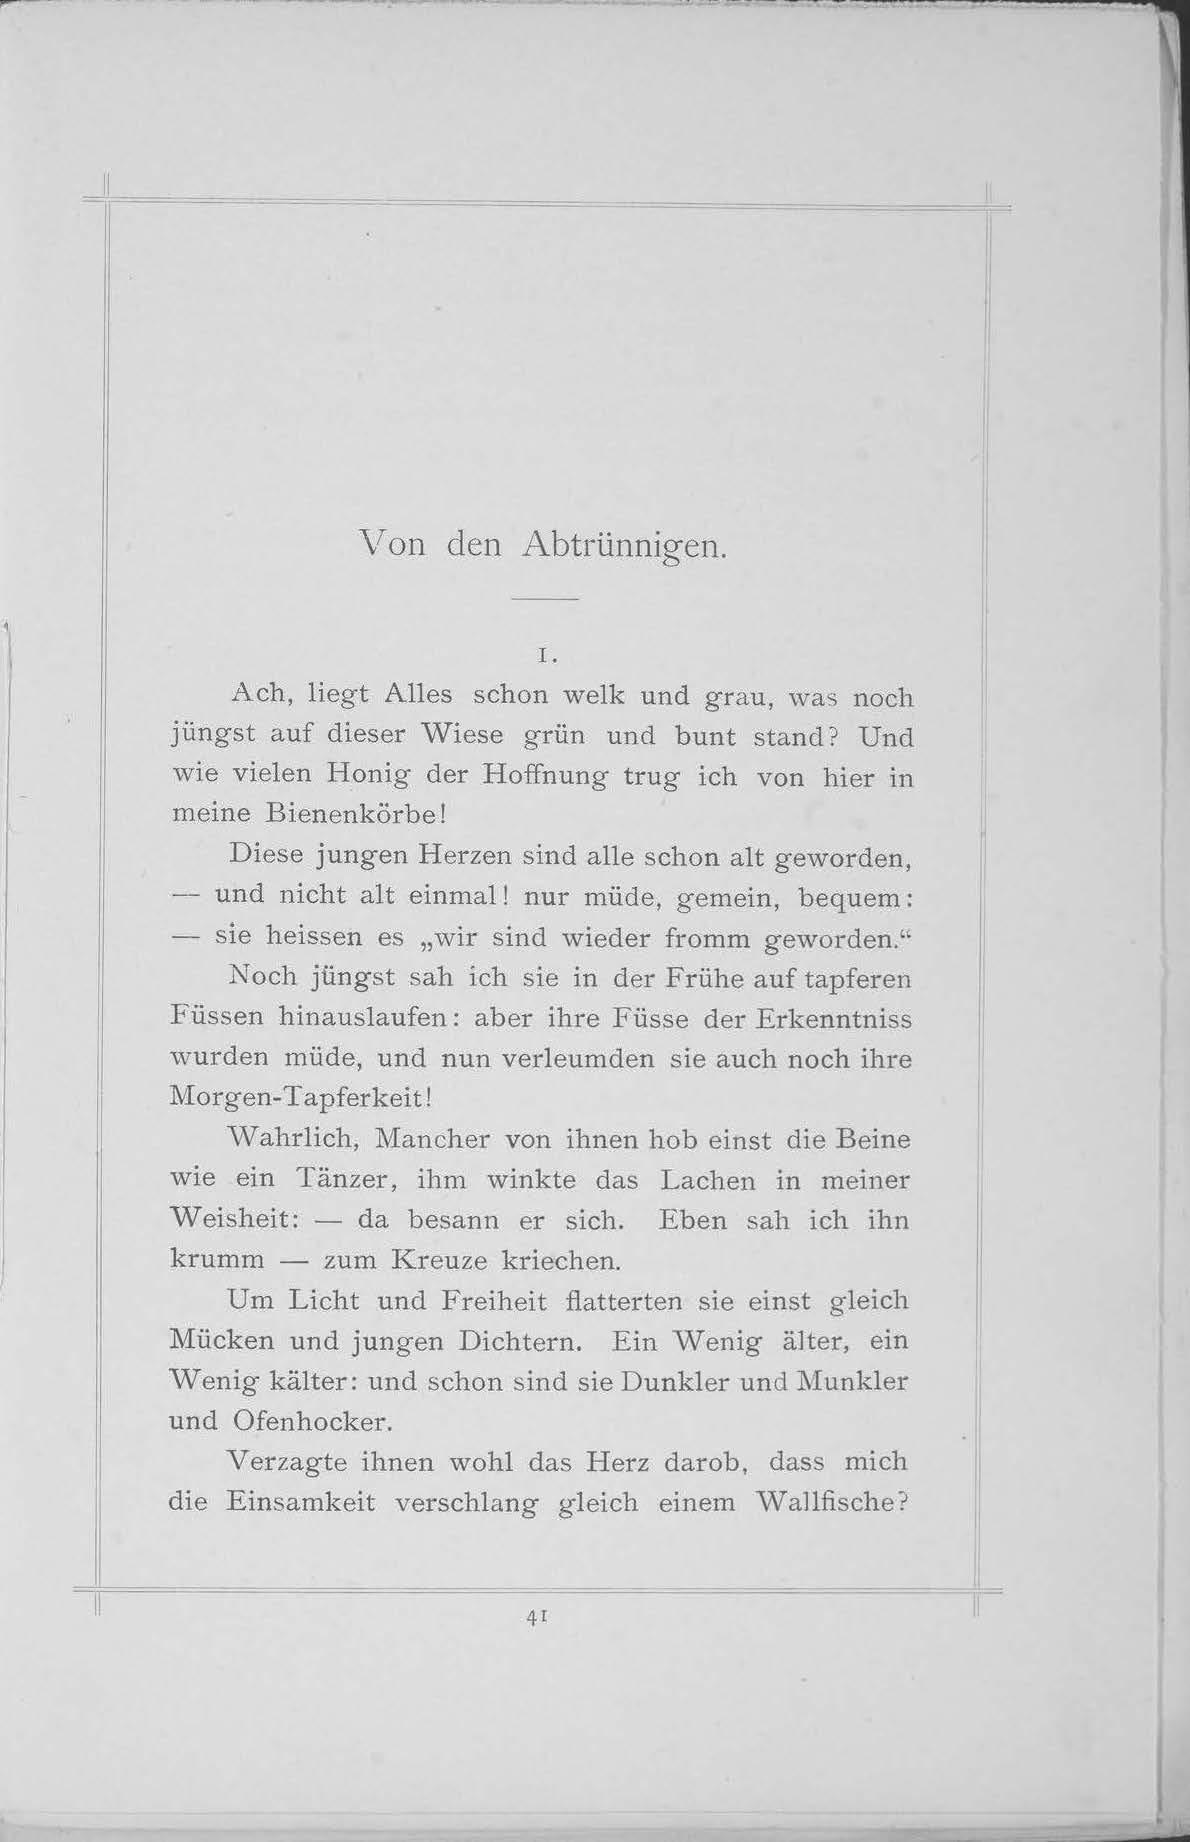 Von den Abtrünnigen.
1.
Ach, liegt Alles schon welk und grau, was noch
jüngst auf dieser Wiese grün und bunt stand? Und
wie vielen Honig der Hoffnung trug ich von hier in
meine Bienenkörbe!
Diese jungen Herzen sind alle schon alt geworden,
— und nicht alt einmal! nur müde, gemein, bequem:
— sie heissen es „wir sind wieder fromm geworden.“
Noch jüngst sah ich sie in der Frühe auf tapferen
Füssen hinauslaufen: aber ihre Füsse der Erkenntniss
wurden müde, und nun verleumden sie auch noch ihre
Morgen-Tapferkeit!
Wahrlich, Mancher von ihnen hob einst die Beine
wie ein Tänzer, ihm winkte das Lachen in meiner
Weisheit: — da besann er sich. Eben sah ich ihn
krumm — zum Kreuze kriechen.
Um Licht und Freiheit flatterten sie einst gleich
Mücken und jungen Dichtern. Ein Wenig älter, ein
Wenig kälter: und schon sind sie Dunkler und Munkler
und Ofenhocker.
Verzagte ihnen wohl das Herz darob, dass mich
die Einsamkeit verschlang gleich einem Wallfische?
41